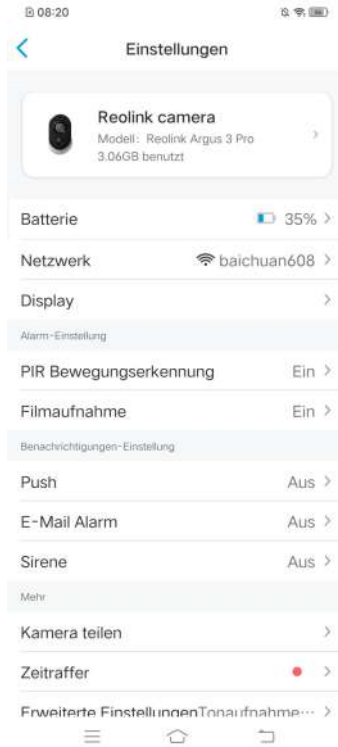 08:20
Einstellungen
Reolink camera
Modell: Reolink Argus 3 Pro
3.06GB benutzt
Batterie 35%
Netzwerk baichuan608
Display
Alarm-Einstellung
PIR Bewegungserkennung Ein
Filmaufnahme Ein
Benachrichtigungen-Einstellung
Push Aus
E-Mail Alarm Aus
Sirene Aus
Mehr
Kamera teilen
Zeitraffer
Erweiterte EinstellungenTonaufnahme···